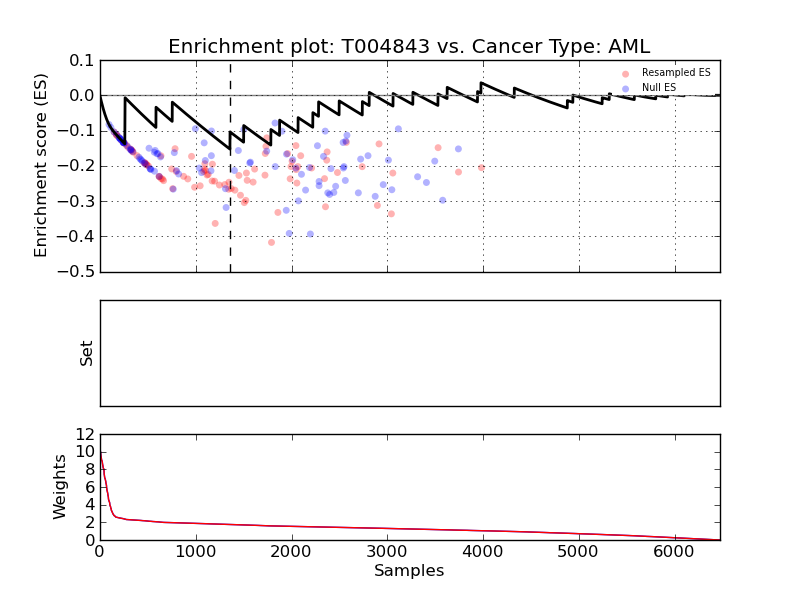 Enrichment plot: T004843 vs. Cancer Type: AML
Enrichment score (ES)
0.1
0.0
−0.1
−0.2
−0.3
−0.4
−0.5
Resampled ES
Null ES
Set
Weights
12
10
8
6
4
2
0
0 1000 2000 3000 4000 5000 6000
Samples